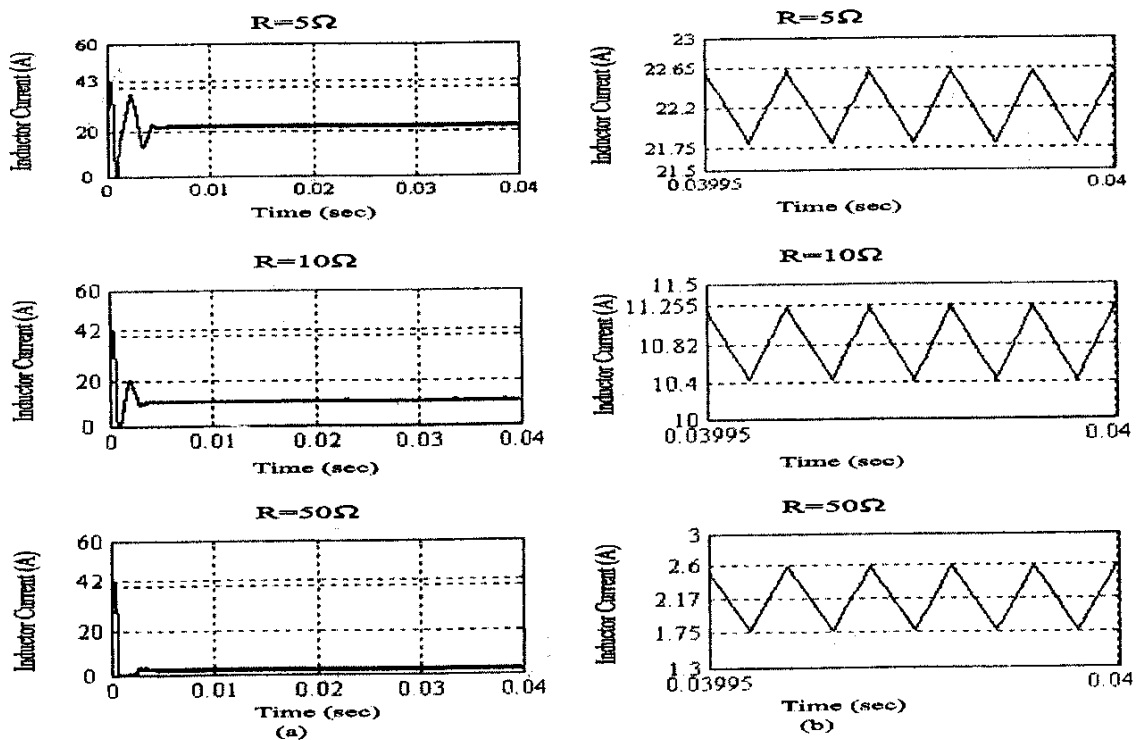 R=5Ω
Inductor Current (A)
60
43
20
0
0
0.01
0.02
0.03
0.04
Time (sec)
R=10Ω
Inductor Current (A)
60
42
20
0
0
0.01
0.02
0.03
0.04
Time (sec)
R=50Ω
Inductor Current (A)
60
42
20
0
0
0.01
0.02
0.03
0.04
Time (sec)
(a)
R=5Ω
Inductor Current (A)
23
22.65
22.2
21.75
21.5
0.03995
0.04
Time (sec)
R=10Ω
Inductor Current (A)
11.5
11.255
10.82
10.4
10
0.03995
0.04
Time (sec)
R=50Ω
Inductor Current (A)
3
2.6
2.17
1.75
1.3
0.03995
0.04
Time (sec)
(b)